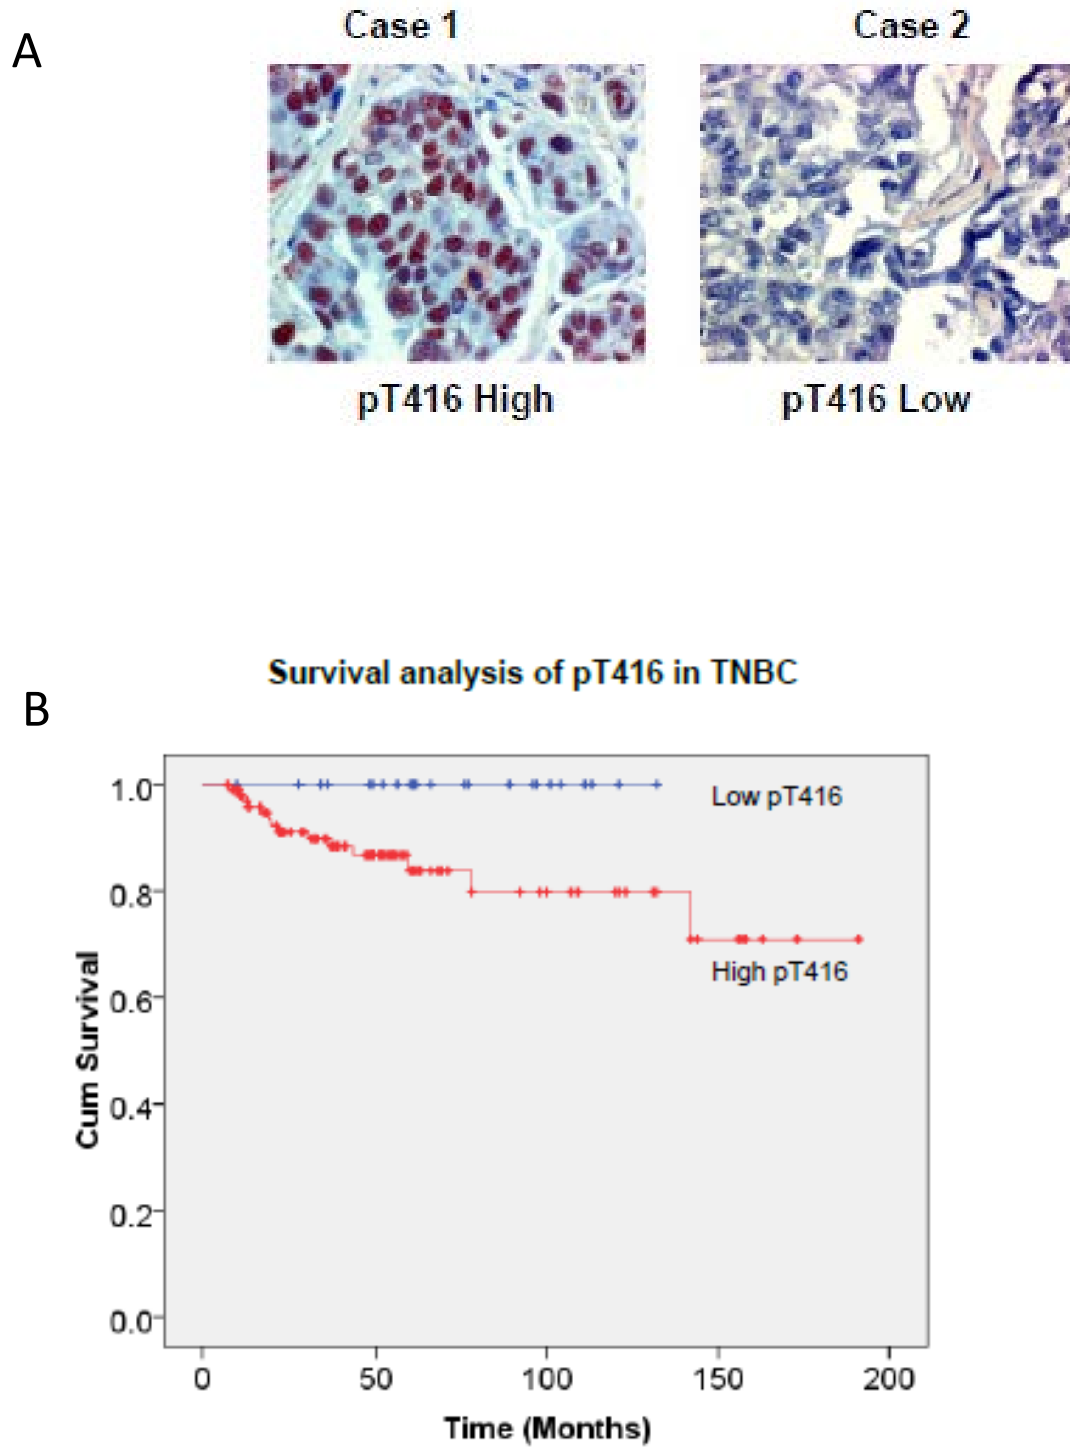 A
Case 1
Case 2
pT416 High
pT416 Low
Survival analysis of pT416 in TNBC
B
1.0
0.8
0.6
0.4
0.2
0.0
Cum Survival
Low pT416
High pT416
0
50
100
150
200
Time (Months)